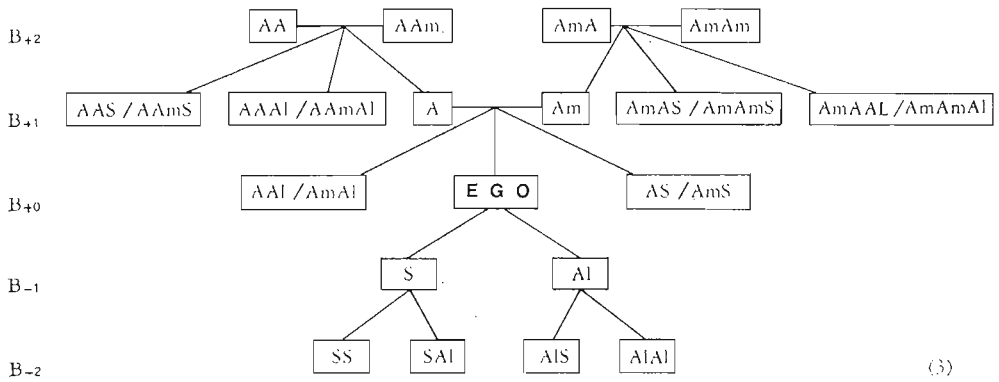 B+2 AA AAm AmA AmAm
B+1 AAS/AAmS AAAl/AAmAl A Am AmAS/AmAmS AmAAL/AmAmAl
B+0 AAl/AmAl EGO AS/AmS
B-1 S Al
B-2 SS SAl AlS AlAl (3)